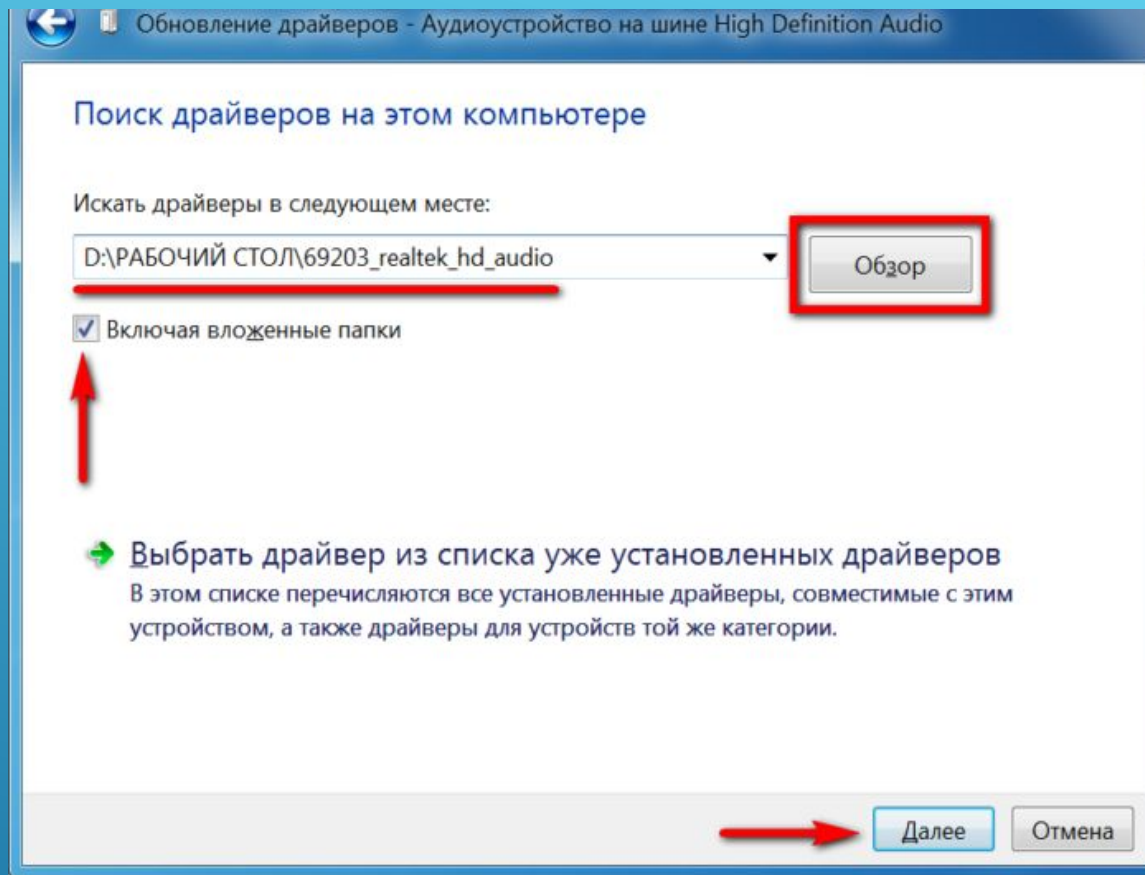 Обновление драйверов - Аудиоустройство на шине High Definition Audio
Поиск драйверов на этом компьютере
Искать драйверы в следующем месте:
D:\РАБОЧИЙ СТОЛ\69203_realtek_hd_audio
Обзор
Включая вложенные папки
Выбрать драйвер из списка уже установленных драйверов
В этом списке перечисляются все установленные драйверы, совместимые с этим
устройством, а также драйверы для устройств той же категории.
Далее
Отмена